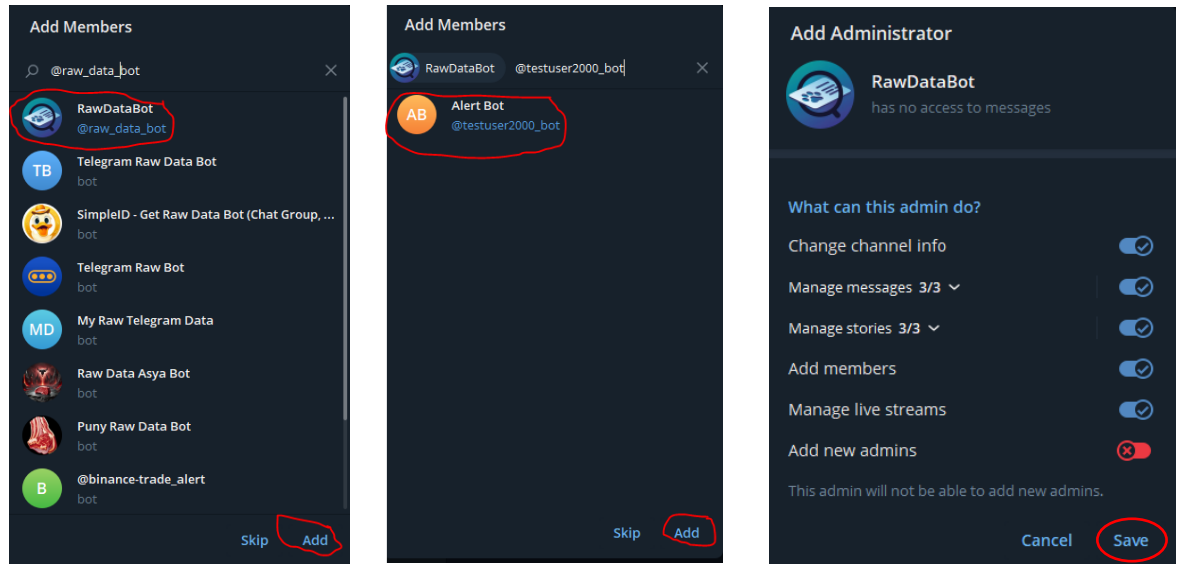 Add Members
@raw_data_bot
RawDataBot
@raw_data_bot
TB
Telegram Raw Data Bot
bot
SimpleID - Get Raw Data Bot (Chat Group, ...
bot
Telegram Raw Bot
bot
MD
My Raw Telegram Data
bot
Raw Data Asya Bot
bot
Puny Raw Data Bot
bot
B
@binance-trade_alert
bot
Skip Add
Add Members
RawDataBot @testuser2000_bot
AB
Alert Bot
@testuser2000_bot
Skip Add
Add Administrator
RawDataBot
has no access to messages
What can this admin do?
Change channel info
Manage messages 3/3
Manage stories 3/3
Add members
Manage live streams
Add new admins
This admin will not be able to add new admins.
Cancel Save